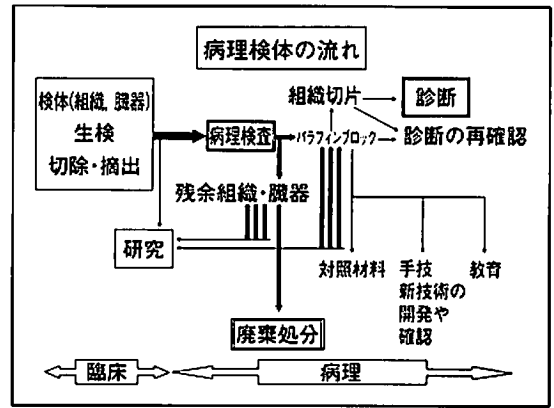 病理検体の流れ
検体(組織, 臓器)
生検
切除・摘出
病理検査
組織切片
診断
パラフィンブロック
診断の再確認
残余組織・臓器
研究
対照材料
手技
新技術の
開発や
確認
教育
廃棄処分
臨床
病理